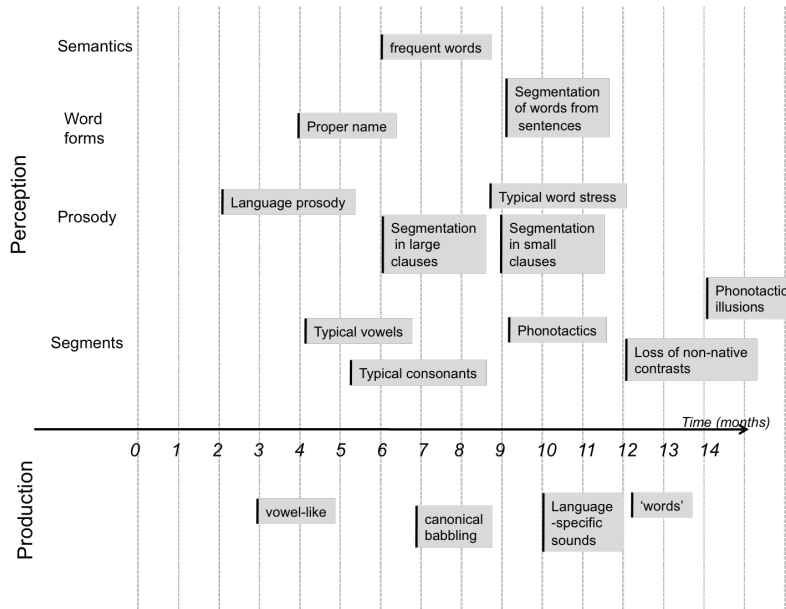 Semantics
frequent words
Segmentation
of words from
sentences
Word
forms
Proper name
Perception
Typical word stress
Language prosody
Prosody
Segmentation
in large
clauses
Segmentation
in small
clauses
Phonotactic
illusions
Typical vowels
Phonotactics
Segments
Loss of non-native
contrasts
Typical consonants
Time (months)
0 1 2 3 4 5 6 7 8 9 10 11 12 13 14
Production
vowel-like
canonical
babbling
Language
-specific
sounds
‘words’